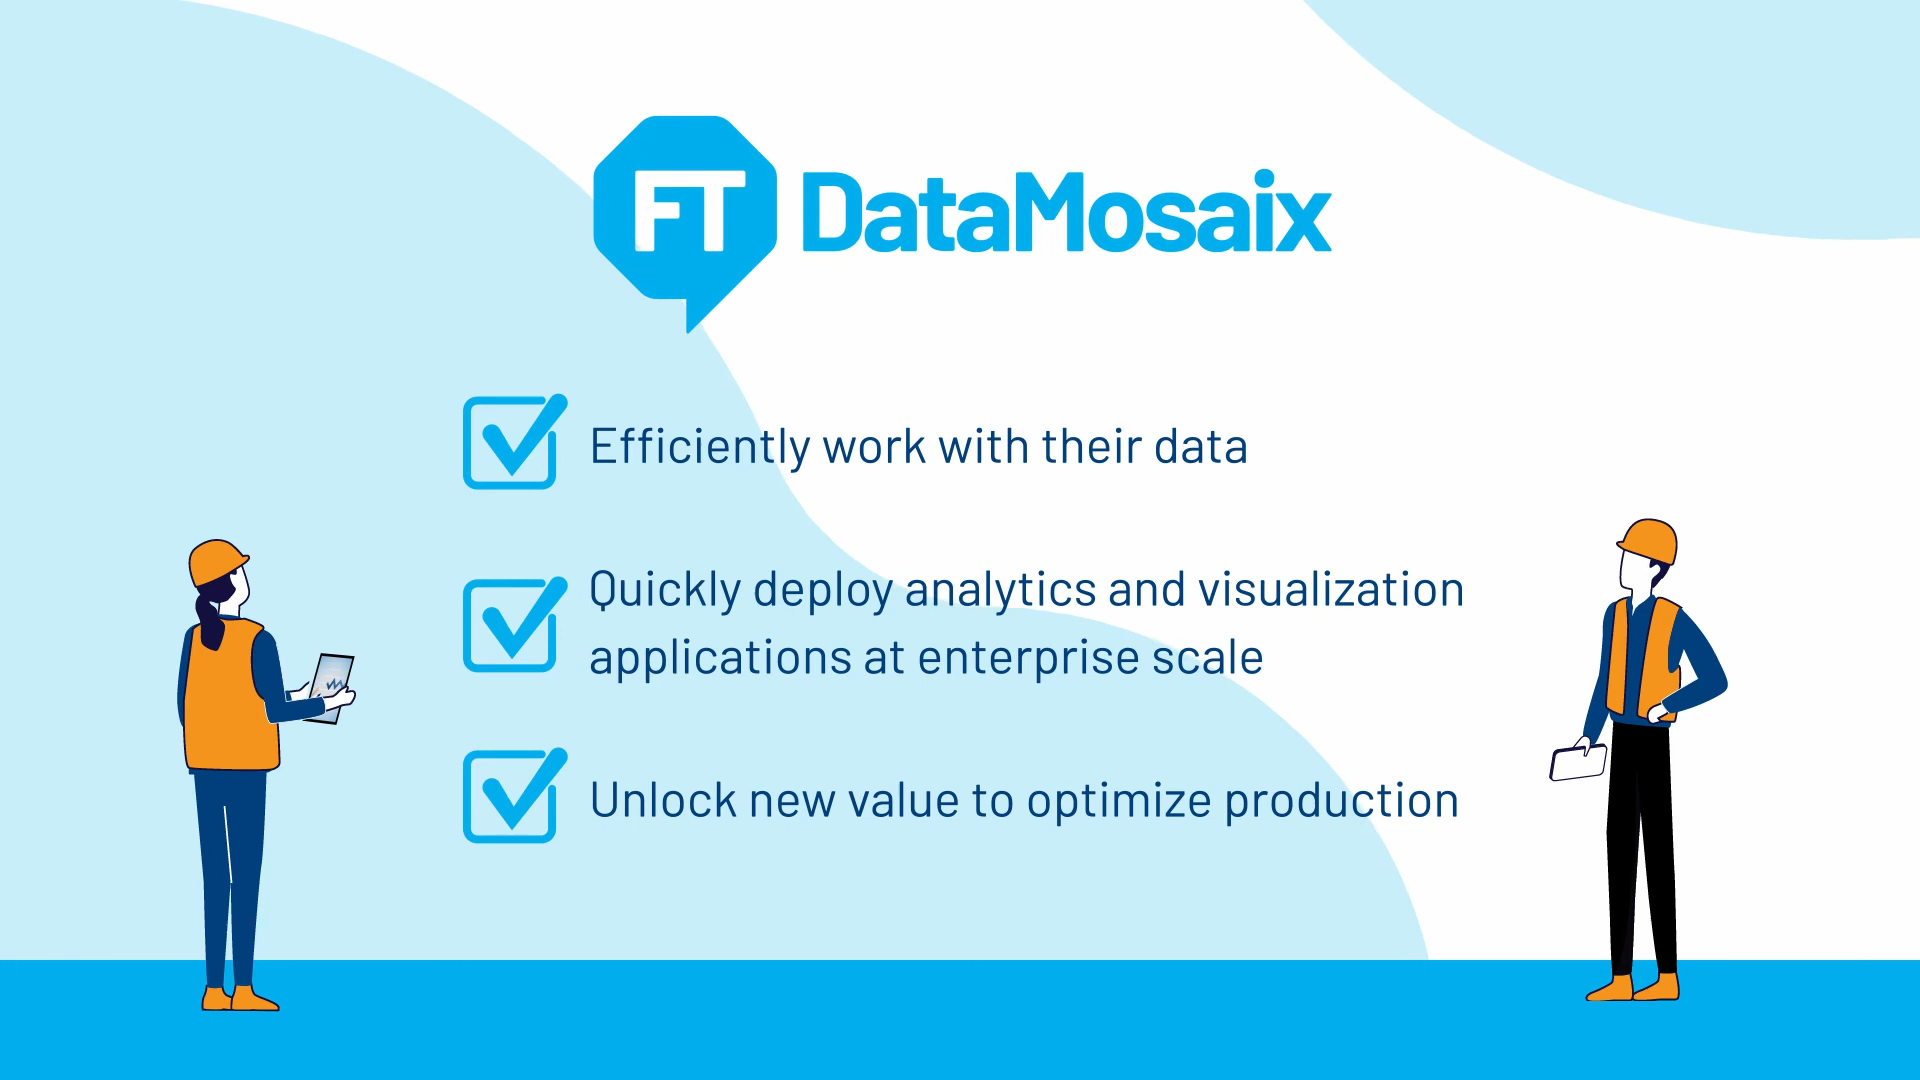 FT DataMosaix
Efficiently work with their data
Quickly deploy analytics and visualization
applications at enterprise scale
Unlock new value to optimize production